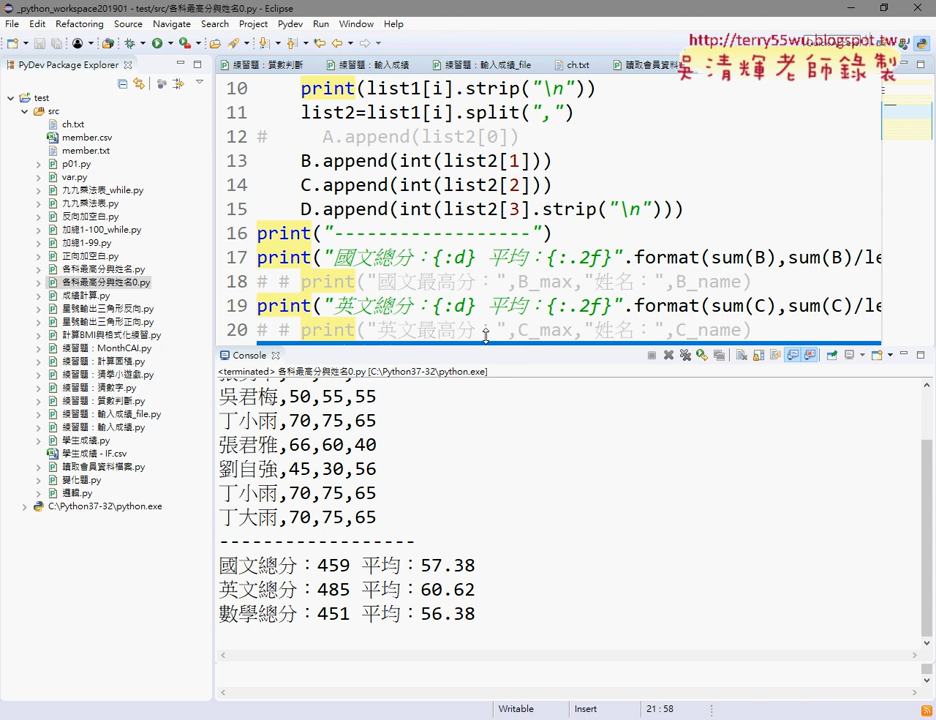 _python_workspace201901 - test/src/各科最高分與姓名0.py - Eclipse
File Edit Refactoring Source Navigate Search Project Pydev Run Window Help
http://terry55wu.blogspot.tw
吳清輝老師錄製
PyDev Package Explorer
練習題：質數判斷 練習題：輸入成績 練習題：輸入成績_file ch.txt 讀取會員資料
test
src
ch.txt
member.csv
member.txt
p01.py
var.py
九九乘法表_while.py
九九乘法表.py
反向加空白.py
加總1-100_while.py
加總1-99.py
正向加空白.py
各科最高分與姓名.py
各科最高分與姓名0.py
成績計算.py
星號輸出三角形反向.py
星號輸出三角形正向.py
計算BMI與格式化練習.py
練習題：MonthCAl.py
練習題：計算面積.py
練習題：猜學小遊戲.py
練習題：猜數字.py
練習題：質數判斷.py
練習題：輸入成績_file.py
練習題：輸入成績.py
學生成績.py
學生成績 - IF.csv
讀取會員資料檔案.py
變化題.py
邏輯.py
C:\Python37-32\python.exe
10 print(list1[i].strip("\n"))
11 list2=list1[i].split(",")
12 # A.append(list2[0])
13 B.append(int(list2[1]))
14 C.append(int(list2[2]))
15 D.append(int(list2[3].strip("\n")))
16 print("------------------")
17 print("國文總分：{:d} 平均：{:.2f}".format(sum(B),sum(B)/le
18 # # print("國文最高分：",B_max,"姓名：",B_name)
19 print("英文總分：{:d} 平均：{:.2f}".format(sum(C),sum(C)/le
20 # # print("英文最高分：",C_max,"姓名：",C_name)
Console
<terminated> 各科最高分與姓名0.py [C:\Python37-32\python.exe]
吳君梅,50,55,55
丁小雨,70,75,65
張君雅,66,60,40
劉自強,45,30,56
丁小雨,70,75,65
丁大雨,70,75,65
------------------
國文總分：459 平均：57.38
英文總分：485 平均：60.62
數學總分：451 平均：56.38
Writable Insert 21 : 58